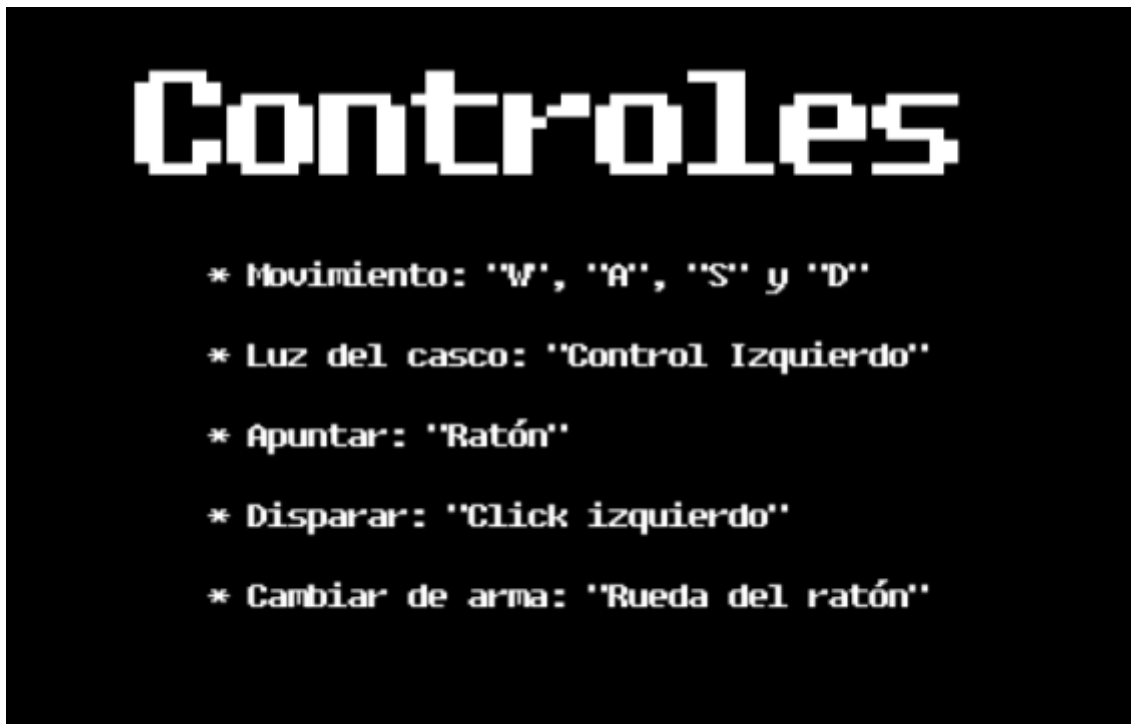 Controles
* Movimiento: "W", "A", "S" y "D"
* Luz del casco: "Control Izquierdo"
* Apuntar: "Ratón"
* Disparar: "Click izquierdo"
* Cambiar de arma: "Rueda del ratón"